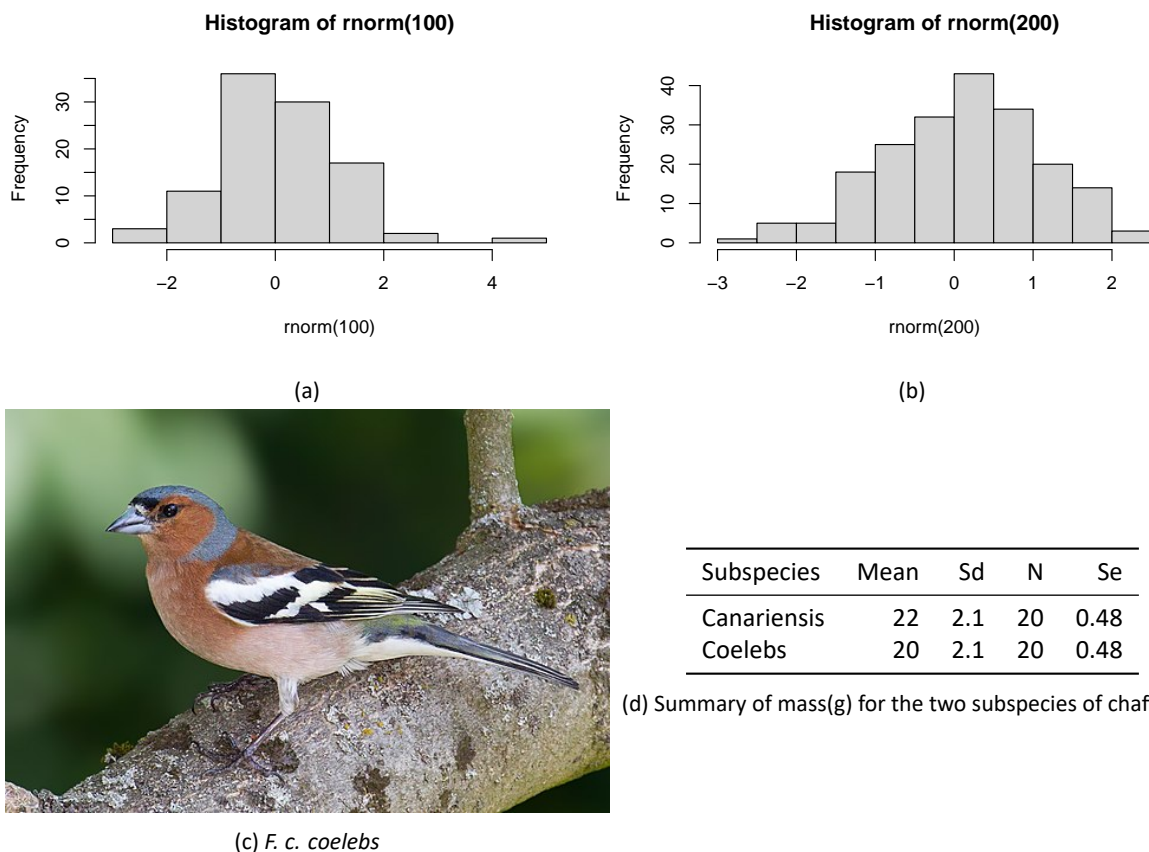 Histogram of rnorm(100)
Frequency
0 10 20 30
−2 0 2 4
rnorm(100)
(a)
Histogram of rnorm(200)
Frequency
0 10 20 30 40
−3 −2 −1 0 1 2
rnorm(200)
(b)
(c) F. c. coelebs
Subspecies Mean Sd N Se
Canariensis 22 2.1 20 0.48
Coelebs 20 2.1 20 0.48
(d) Summary of mass(g) for the two subspecies of chaf